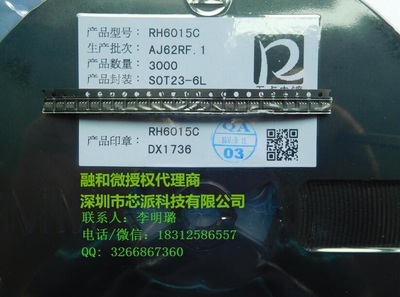 产品型号: RH6015C
生产批次: AJ62RF.1
产品数量: 3000
产品封装: SOT23-6L
产品印章: RH6015C
DX1736
QA
03
融和微授权代理商
深圳市芯派科技有限公司
联系人: 李明璐
电话/微信: 18312586557
QQ: 3266867360